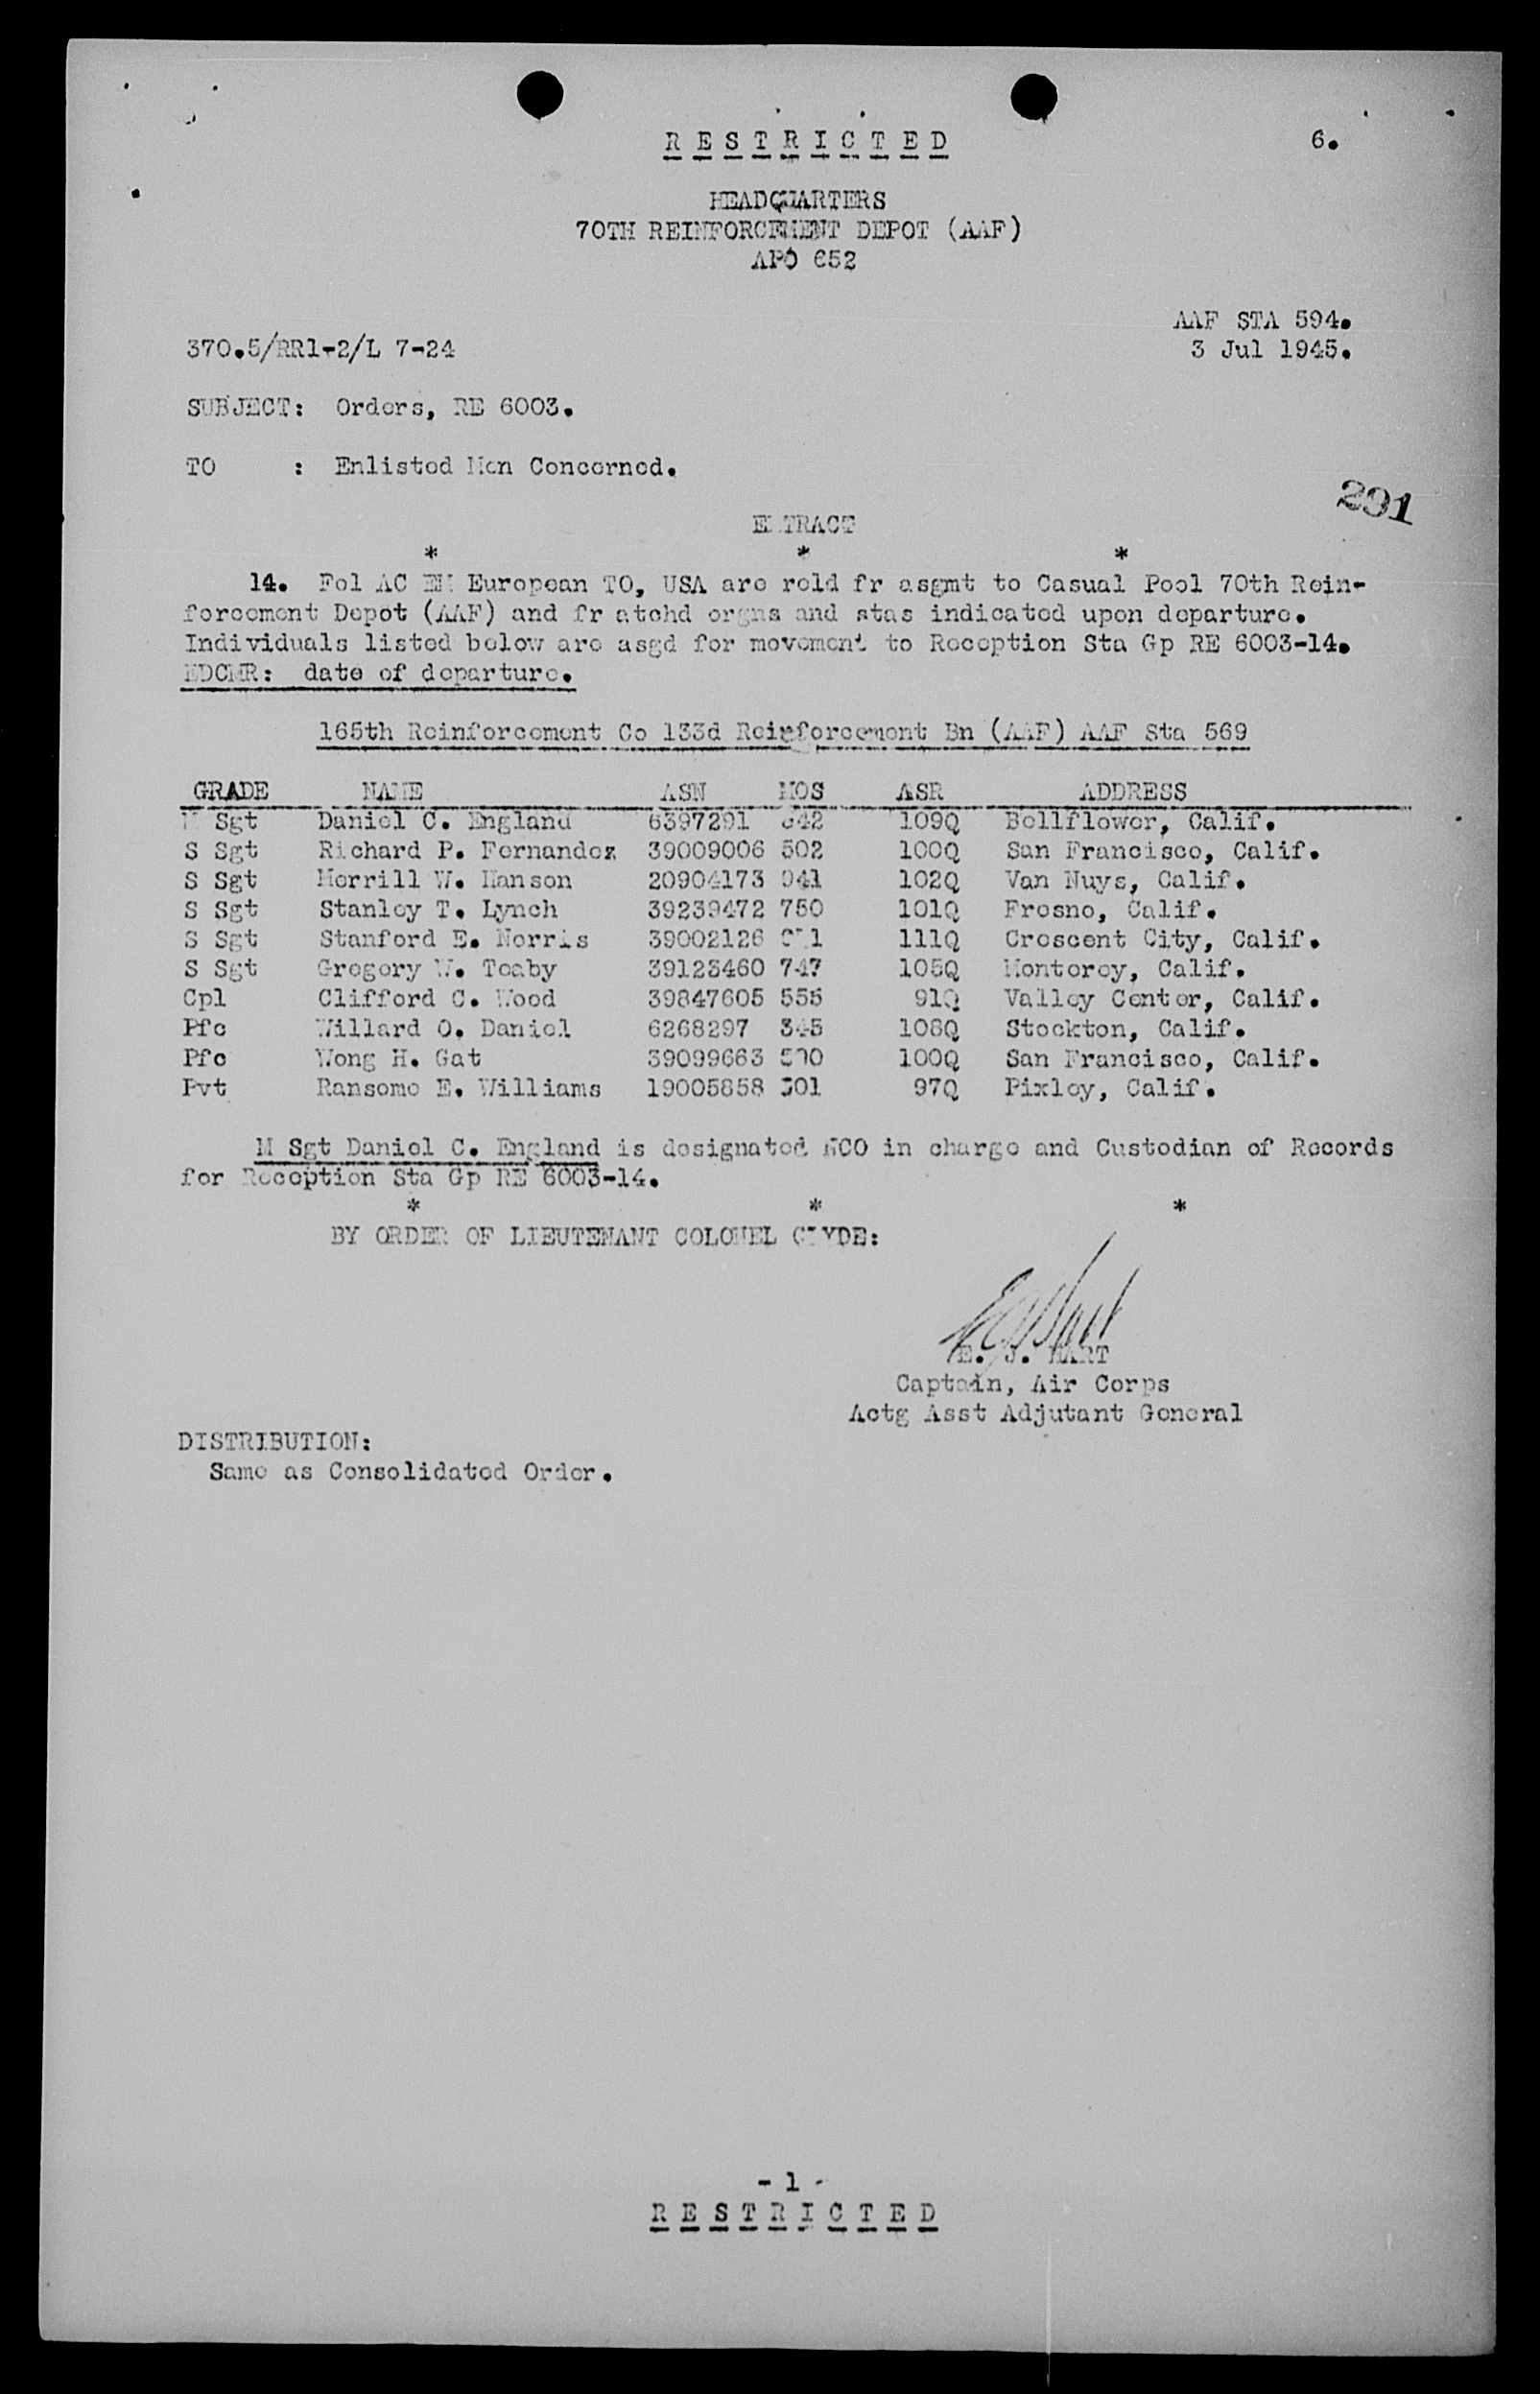 R E S T R I C T E D 6.
HEADQUARTERS
70TH REINFORCEMENT DEPOT (AAF)
APO 652
AAF STA 594.
370.5/RR1-2/L 7-24 3 Jul 1945.
SUBJECT: Orders, RE 6003.
TO : Enlisted Men Concerned.
291
EXTRACT
* * *
14. Fol AC EM European TO, USA are reld fr asgmt to Casual Pool 70th Rein-
forcement Depot (AAF) and fr atchd orgns and stas indicated upon departure.
Individuals listed below are asgd for movement to Reception Sta Gp RE 6003-14.
EDCMR: date of departure.
165th Reinforcement Co 133d Reinforcement Bn (AAF) AAF Sta 569
GRADE NAME ASN MOS ASR ADDRESS
M Sgt Daniel C. England 6397291 109Q Bellflower, Calif.
S Sgt Richard P. Fernandez 39009006 502 100Q San Francisco, Calif.
S Sgt Merrill W. Hanson 20904173 941 102Q Van Nuys, Calif.
S Sgt Stanley T. Lynch 39239472 750 101Q Fresno, Calif.
S Sgt Stanford E. Norris 39002126 111Q Crescent City, Calif.
S Sgt Gregory W. Teaby 39123460 747 105Q Monterey, Calif.
Cpl Clifford C. Wood 39847605 555 91Q Valley Center, Calif.
Pfc Willard O. Daniel 6268297 345 108Q Stockton, Calif.
Pfc Wong H. Gat 39099663 100Q San Francisco, Calif.
Pvt Ransome E. Williams 19005858 97Q Pixley, Calif.
M Sgt Daniel C. England is designated NCO in charge and Custodian of Records
for Reception Sta Gp RE 6003-14.
* * *
BY ORDER OF LIEUTENANT COLONEL CLYDE:
E. J. HART
Captain, Air Corps
Actg Asst Adjutant General
DISTRIBUTION:
Same as Consolidated Order.
- 1 -
R E S T R I C T E D